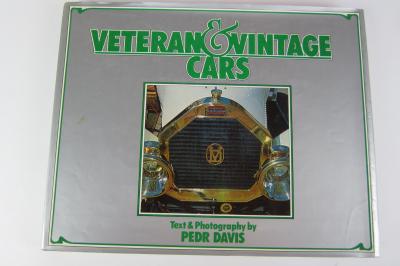 VETERAN & VINTAGE
CARS
Text & Photography by
PEDR DAVIS